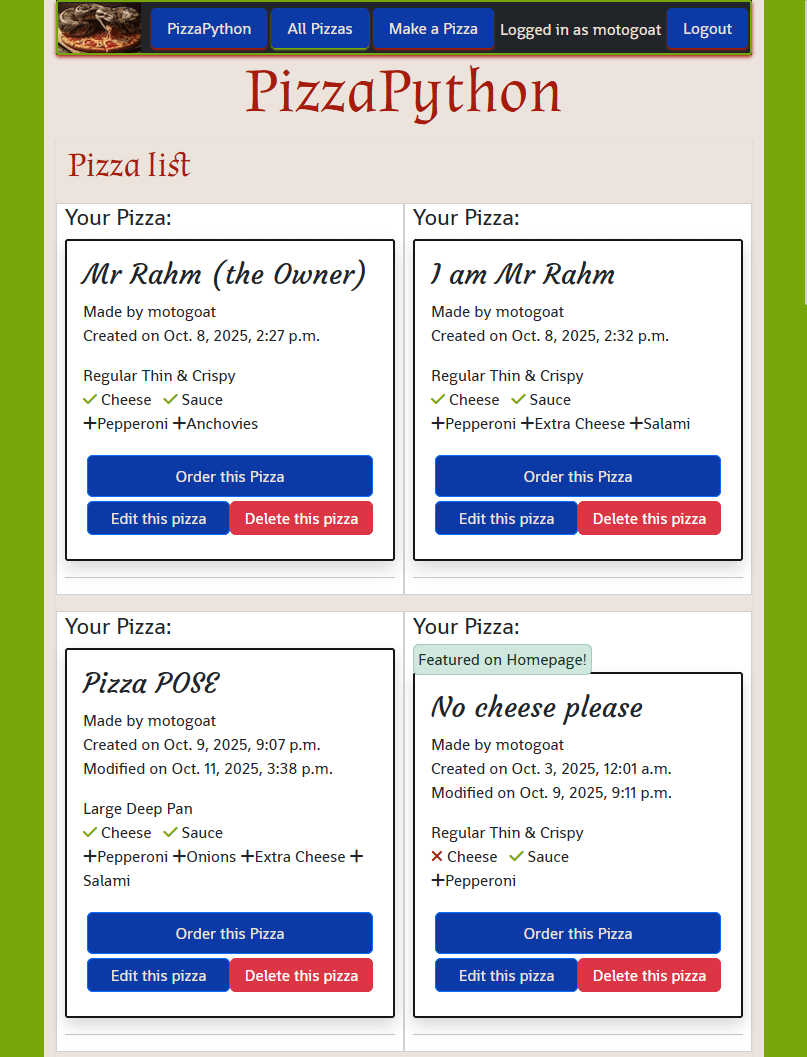 PizzaPython All Pizzas Make a Pizza Logged in as motogoat Logout
PizzaPython
Pizza list
Your Pizza:
Mr Rahm (the Owner)
Made by motogoat
Created on Oct. 8, 2025, 2:27 p.m.
Regular Thin & Crispy
Cheese Sauce
+Pepperoni +Anchovies
Order this Pizza
Edit this pizza Delete this pizza
Your Pizza:
I am Mr Rahm
Made by motogoat
Created on Oct. 8, 2025, 2:32 p.m.
Regular Thin & Crispy
Cheese Sauce
+Pepperoni +Extra Cheese +Salami
Order this Pizza
Edit this pizza Delete this pizza
Your Pizza:
Pizza POSE
Made by motogoat
Created on Oct. 9, 2025, 9:07 p.m.
Modified on Oct. 11, 2025, 3:38 p.m.
Large Deep Pan
Cheese Sauce
+Pepperoni +Onions +Extra Cheese +
Salami
Order this Pizza
Edit this pizza Delete this pizza
Your Pizza:
Featured on Homepage!
No cheese please
Made by motogoat
Created on Oct. 3, 2025, 12:01 a.m.
Modified on Oct. 9, 2025, 9:11 p.m.
Regular Thin & Crispy
Cheese Sauce
+Pepperoni
Order this Pizza
Edit this pizza Delete this pizza